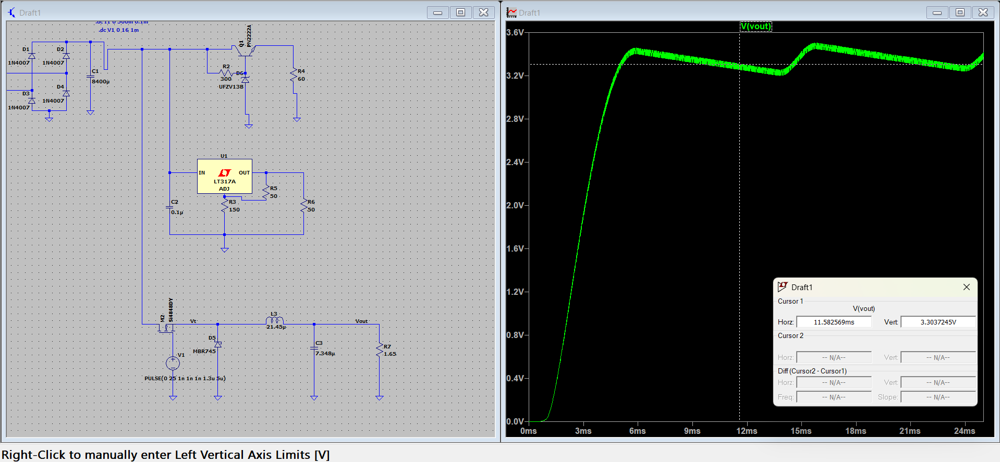 Draft1
.dc I1 0 300m 0.1m
.dc V1 0 16 1m
D1
1N4007
D2
1N4007
C1
8400µ
D3
1N4007
D4
1N4007
Q1
PN2222A
R2
300
D6
UFZV13B
R4
60
U1
IN
OUT
LT317A
ADJ
R5
50
R3
150
C2
0.1µ
R6
50
M2
Si4848DY
Vt
L3
21.45µ
Vout
D5
MBR745
C3
7.348µ
R7
1.65
V1
PULSE(0 25 1n 1n 1n 1.3u 5u)
Draft1
V(vout)
3.6V
3.2V
2.8V
2.4V
2.0V
1.6V
1.2V
0.8V
0.4V
0.0V
0ms 3ms 6ms 9ms 12ms 15ms 18ms 21ms 24ms
Draft1
Cursor 1
V(vout)
Horz: 11.582569ms Vert: 3.3037245V
Cursor 2
Horz: -- N/A-- Vert: -- N/A--
Diff (Cursor2 - Cursor1)
Horz: -- N/A-- Vert: -- N/A--
Freq: -- N/A-- Slope: -- N/A--
Right-Click to manually enter Left Vertical Axis Limits [V]